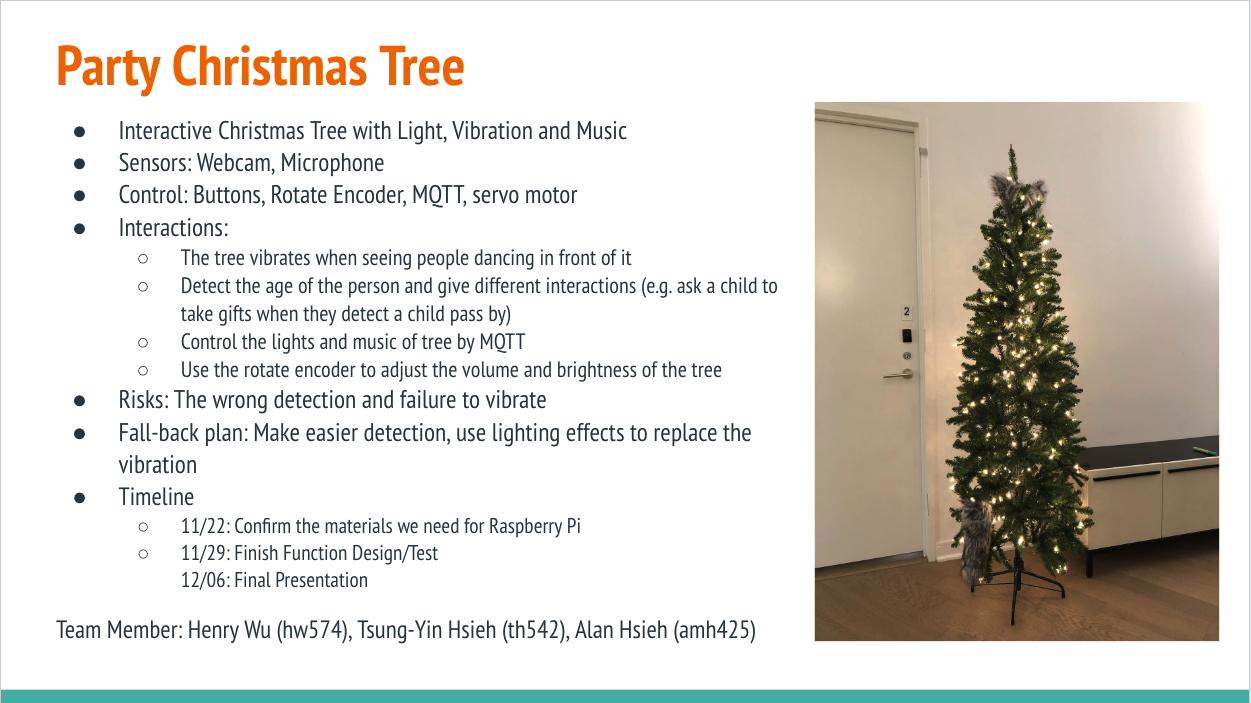 Party Christmas Tree
● Interactive Christmas Tree with Light, Vibration and Music
● Sensors: Webcam, Microphone
● Control: Buttons, Rotate Encoder, MQTT, servo motor
● Interactions:
○ The tree vibrates when seeing people dancing in front of it
○ Detect the age of the person and give different interactions (e.g. ask a child to
take gifts when they detect a child pass by)
○ Control the lights and music of tree by MQTT
○ Use the rotate encoder to adjust the volume and brightness of the tree
● Risks: The wrong detection and failure to vibrate
● Fall-back plan: Make easier detection, use lighting effects to replace the
vibration
● Timeline
○ 11/22: Confirm the materials we need for Raspberry Pi
○ 11/29: Finish Function Design/Test
12/06: Final Presentation
Team Member: Henry Wu (hw574), Tsung-Yin Hsieh (th542), Alan Hsieh (amh425)
2